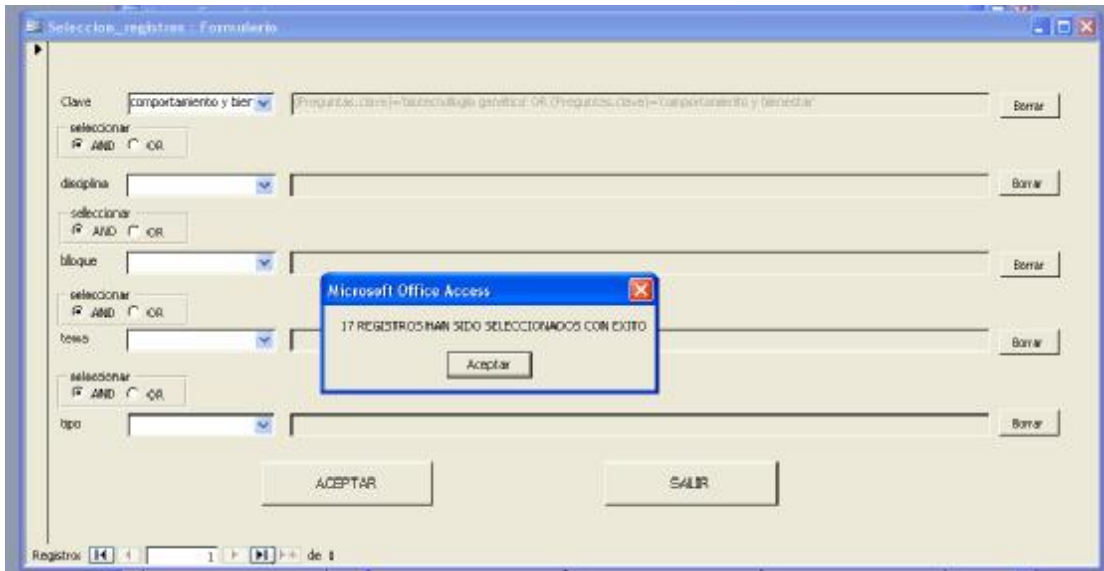 Seleccion_registros : Formulario
Clave comportamiento y bier (Preguntas.clave)='biotecnología genética' OR (Preguntas.clave)='comportamiento y bienestar' Borrar
seleccionar
AND OR
disciplina Borrar
seleccionar
AND OR
bloque Borrar
Microsoft Office Access
seleccionar
AND OR
17 REGISTROS HAN SIDO SELECCIONADOS CON EXITO
tema Borrar
Aceptar
seleccionar
AND OR
tipo Borrar
ACEPTAR SALIR
Registro: 1 de 1